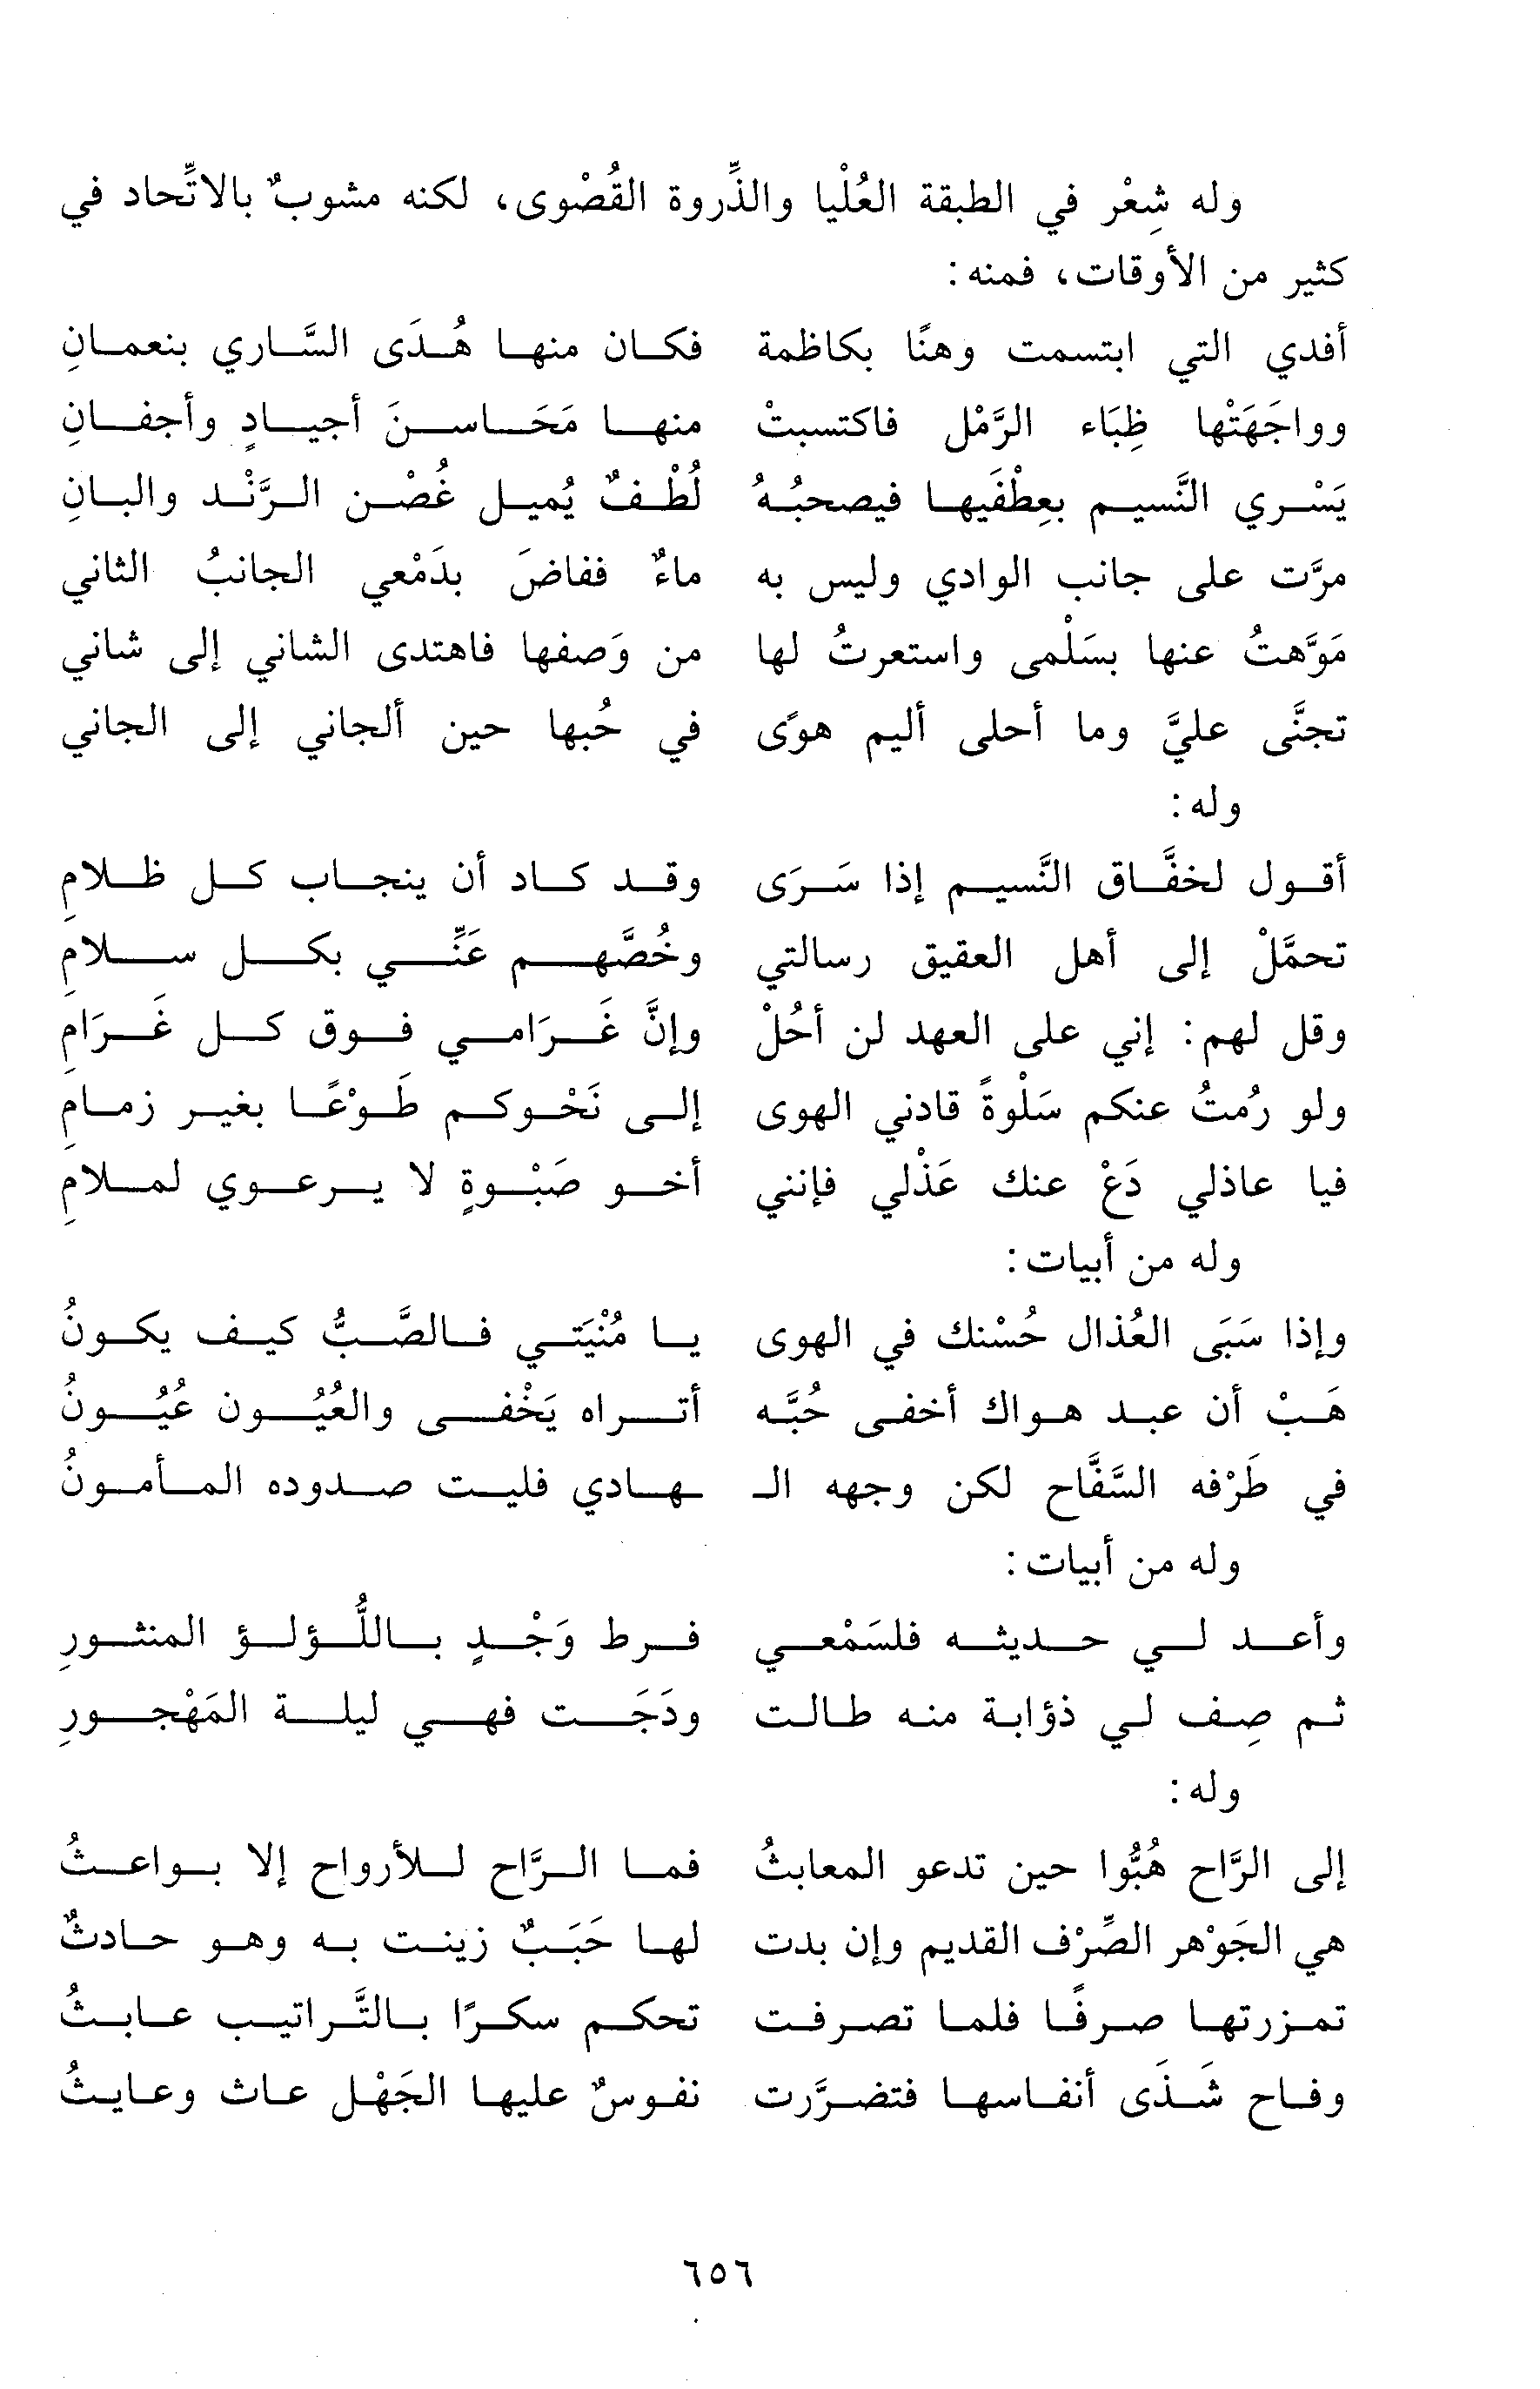 وله شِعْر في الطبقة العُلْيا والذِّروة القُصْوى، لكنه مشوبٌ بالاتِّحاد في
كثير من الأوقات، فمنه:
أفدي التي ابتسمت وهنًا بكاظمة فكان منها هُدَى السَّاري بنعمانِ
وواجَهَتْها ظِبَاء الرَّمْل فاكتسبتْ منها مَحَاسنَ أجيادٍ وأجفانِ
يَسْري النَّسيم بعِطْفَيها فيصحبُهُ لُطْفٌ يُميل غُصْن الرَّنْد والبانِ
مرَّت على جانب الوادي وليس به ماءٌ ففاضَ بدَمْعي الجانبُ الثاني
مَوَّهتُ عنها بسَلْمى واستعرتُ لها من وَصفها فاهتدى الشاني إلى شاني
تجنَّى عليَّ وما أحلى أليم هوًى في حُبها حين ألجاني إلى الجاني
وله:
أقول لخفَّاق النَّسيم إذا سَرَى وقد كاد أن ينجاب كل ظلامِ
تحمَّلْ إلى أهل العقيق رسالتي وخُصَّهم عَنِّي بكل سلامِ
وقل لهم: إني على العهد لن أحُلْ وإنَّ غَرَامي فوق كل غَرَامِ
ولو رُمتُ عنكم سَلْوةً قادني الهوى إلى نَحْوكم طَوْعًا بغير زمامِ
فيا عاذلي دَعْ عنك عَذْلي فإنني أخو صَبْوةٍ لا يرعوي لملامِ
وله من أبيات:
وإذا سَبَى العُذال حُسْنك في الهوى يا مُنْيَتي فالصَّبُّ كيف يكونُ
هَبْ أن عبد هواك أخفى حُبَّه أتراه يَخْفى والعُيُون عُيُونُ
في طَرْفه السَّفَّاح لكن وجهه الـ ـهادي فليت صدوده المأمونُ
وله من أبيات:
وأعد لي حديثه فلسَمْعي فرط وَجْدٍ باللُّؤلؤ المنثورِ
ثم صِف لي ذؤابة منه طالت ودَجَت فهي ليلة المَهْجورِ
وله:
إلى الرَّاح هُبُّوا حين تدعو المعابثُ فما الرَّاح للأرواح إلا بواعثُ
هي الجَوْهر الصِّرْف القديم وإن بدت لها حَبَبٌ زينت به وهو حادثٌ
تمزرتها صرفًا فلما تصرفت تحكم سكرًا بالتَّراتيب عابثُ
وفاح شَذَى أنفاسها فتضرَّرت نفوسٌ عليها الجَهْل عاث وعايثُ
٦٥٦